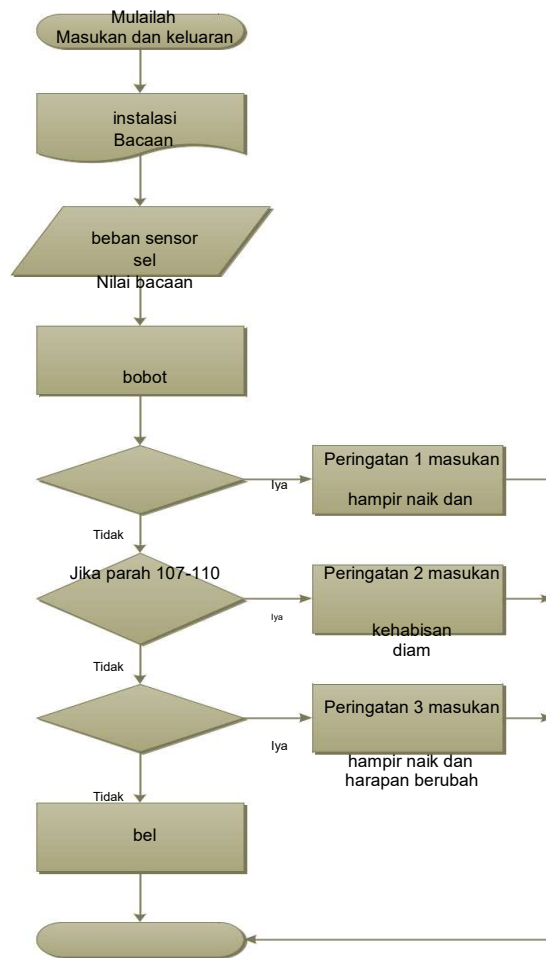 Mulailah
Masukan dan keluaran
instalasi
Bacaan
beban sensor
sel
Nilai bacaan
bobot
Iya
Peringatan 1 masukan
hampir naik dan
Tidak
Jika parah 107-110
Iya
Peringatan 2 masukan
kehabisan
diam
Tidak
Iya
Peringatan 3 masukan
hampir naik dan
harapan berubah
Tidak
bel